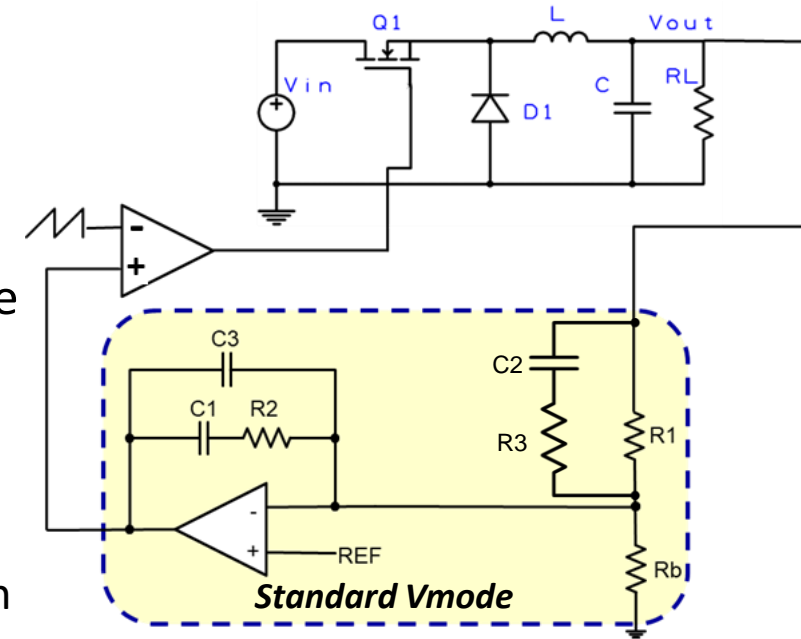 Q1
L
Vout
Vin
C
RL
D1
-
+
e
C3
C2
C1
R2
R3
R1
-
+
REF
Rb
n
Standard Vmode